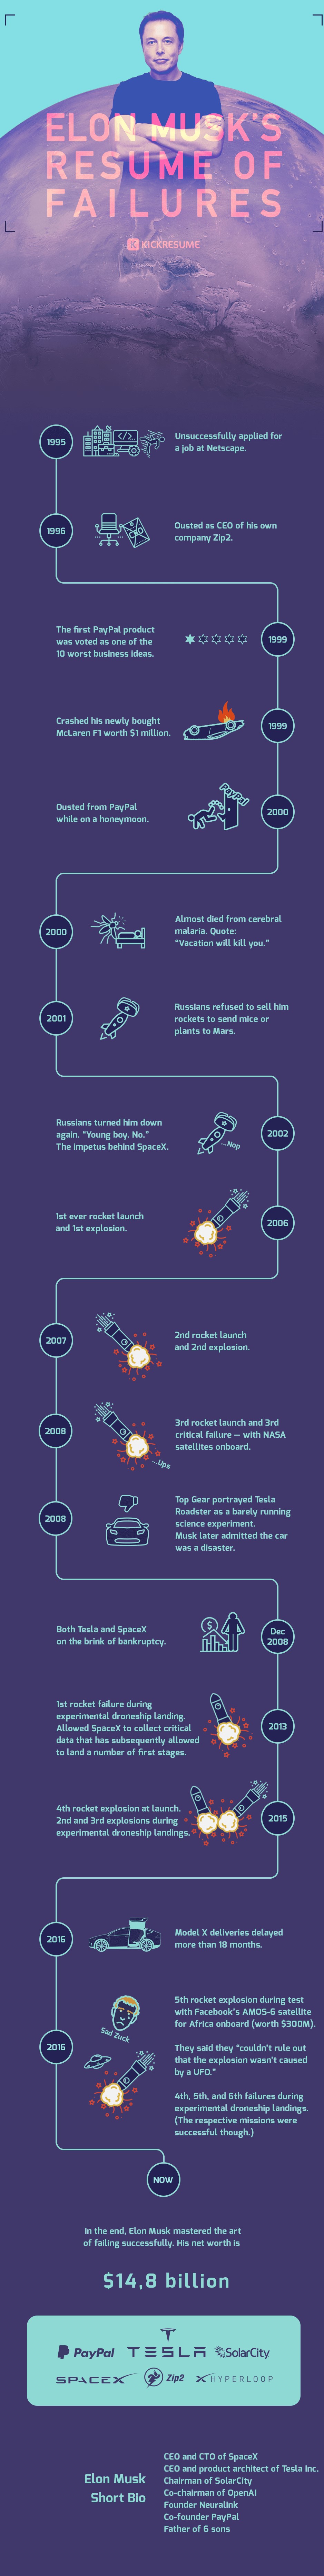 ELON MUSK'S
RESUME OF
FAILURES
KICKRESUME
1995
Unsuccessfully applied for
a job at Netscape.
1996
Ousted as CEO of his own
company Zip2.
The first PayPal product
was voted as one of the
10 worst business ideas.
1999
Crashed his newly bought
McLaren F1 worth $1 million.
1999
Ousted from PayPal
while on a honeymoon.
2000
2000
Almost died from cerebral
malaria. Quote:
"Vacation will kill you."
2001
Russians refused to sell him
rockets to send mice or
plants to Mars.
Russians turned him down
again. "Young boy. No."
The impetus behind SpaceX.
...Nop
2002
1st ever rocket launch
and 1st explosion.
2006
2007
2nd rocket launch
and 2nd explosion.
2008
...Ups
3rd rocket launch and 3rd
critical failure — with NASA
satellites onboard.
2008
Top Gear portrayed Tesla
Roadster as a barely running
science experiment.
Musk later admitted the car
was a disaster.
Both Tesla and SpaceX
on the brink of bankruptcy.
$
Dec
2008
1st rocket failure during
experimental droneship landing.
Allowed SpaceX to collect critical
data that has subsequently allowed
to land a number of first stages.
2013
4th rocket explosion at launch.
2nd and 3rd explosions during
experimental droneship landings.
2015
2016
Model X deliveries delayed
more than 18 months.
2016
Sad Zuck
5th rocket explosion during test
with Facebook's AMOS-6 satellite
for Africa onboard (worth $300M).
They said they "couldn't rule out
that the explosion wasn't caused
by a UFO."
4th, 5th, and 6th failures during
experimental droneship landings.
(The respective missions were
successful though.)
NOW
In the end, Elon Musk mastered the art
of failing successfully. His net worth is
$14,8 billion
PayPal
TESLA
SolarCity
SPACEX
Zip2
HYPERLOOP
Elon Musk
Short Bio
CEO and CTO of SpaceX
CEO and product architect of Tesla Inc.
Chairman of SolarCity
Co-chairman of OpenAI
Founder Neuralink
Co-founder PayPal
Father of 6 sons